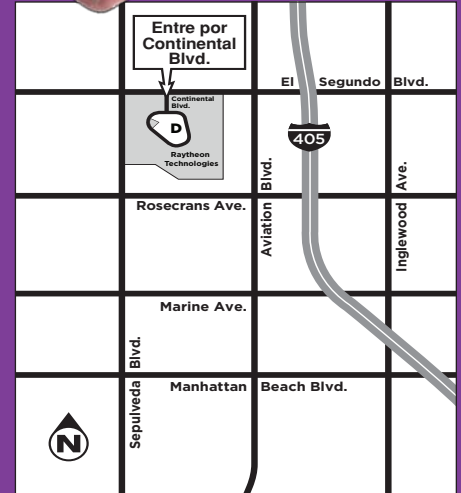 Entre por
Continental
Blvd.
El Segundo Blvd.
Continental
Blvd.
D
Raytheon
Technologies
405
Aviation Blvd.
Inglewood Ave.
Rosecrans Ave.
Marine Ave.
Sepulveda Blvd.
Manhattan Beach Blvd.
N